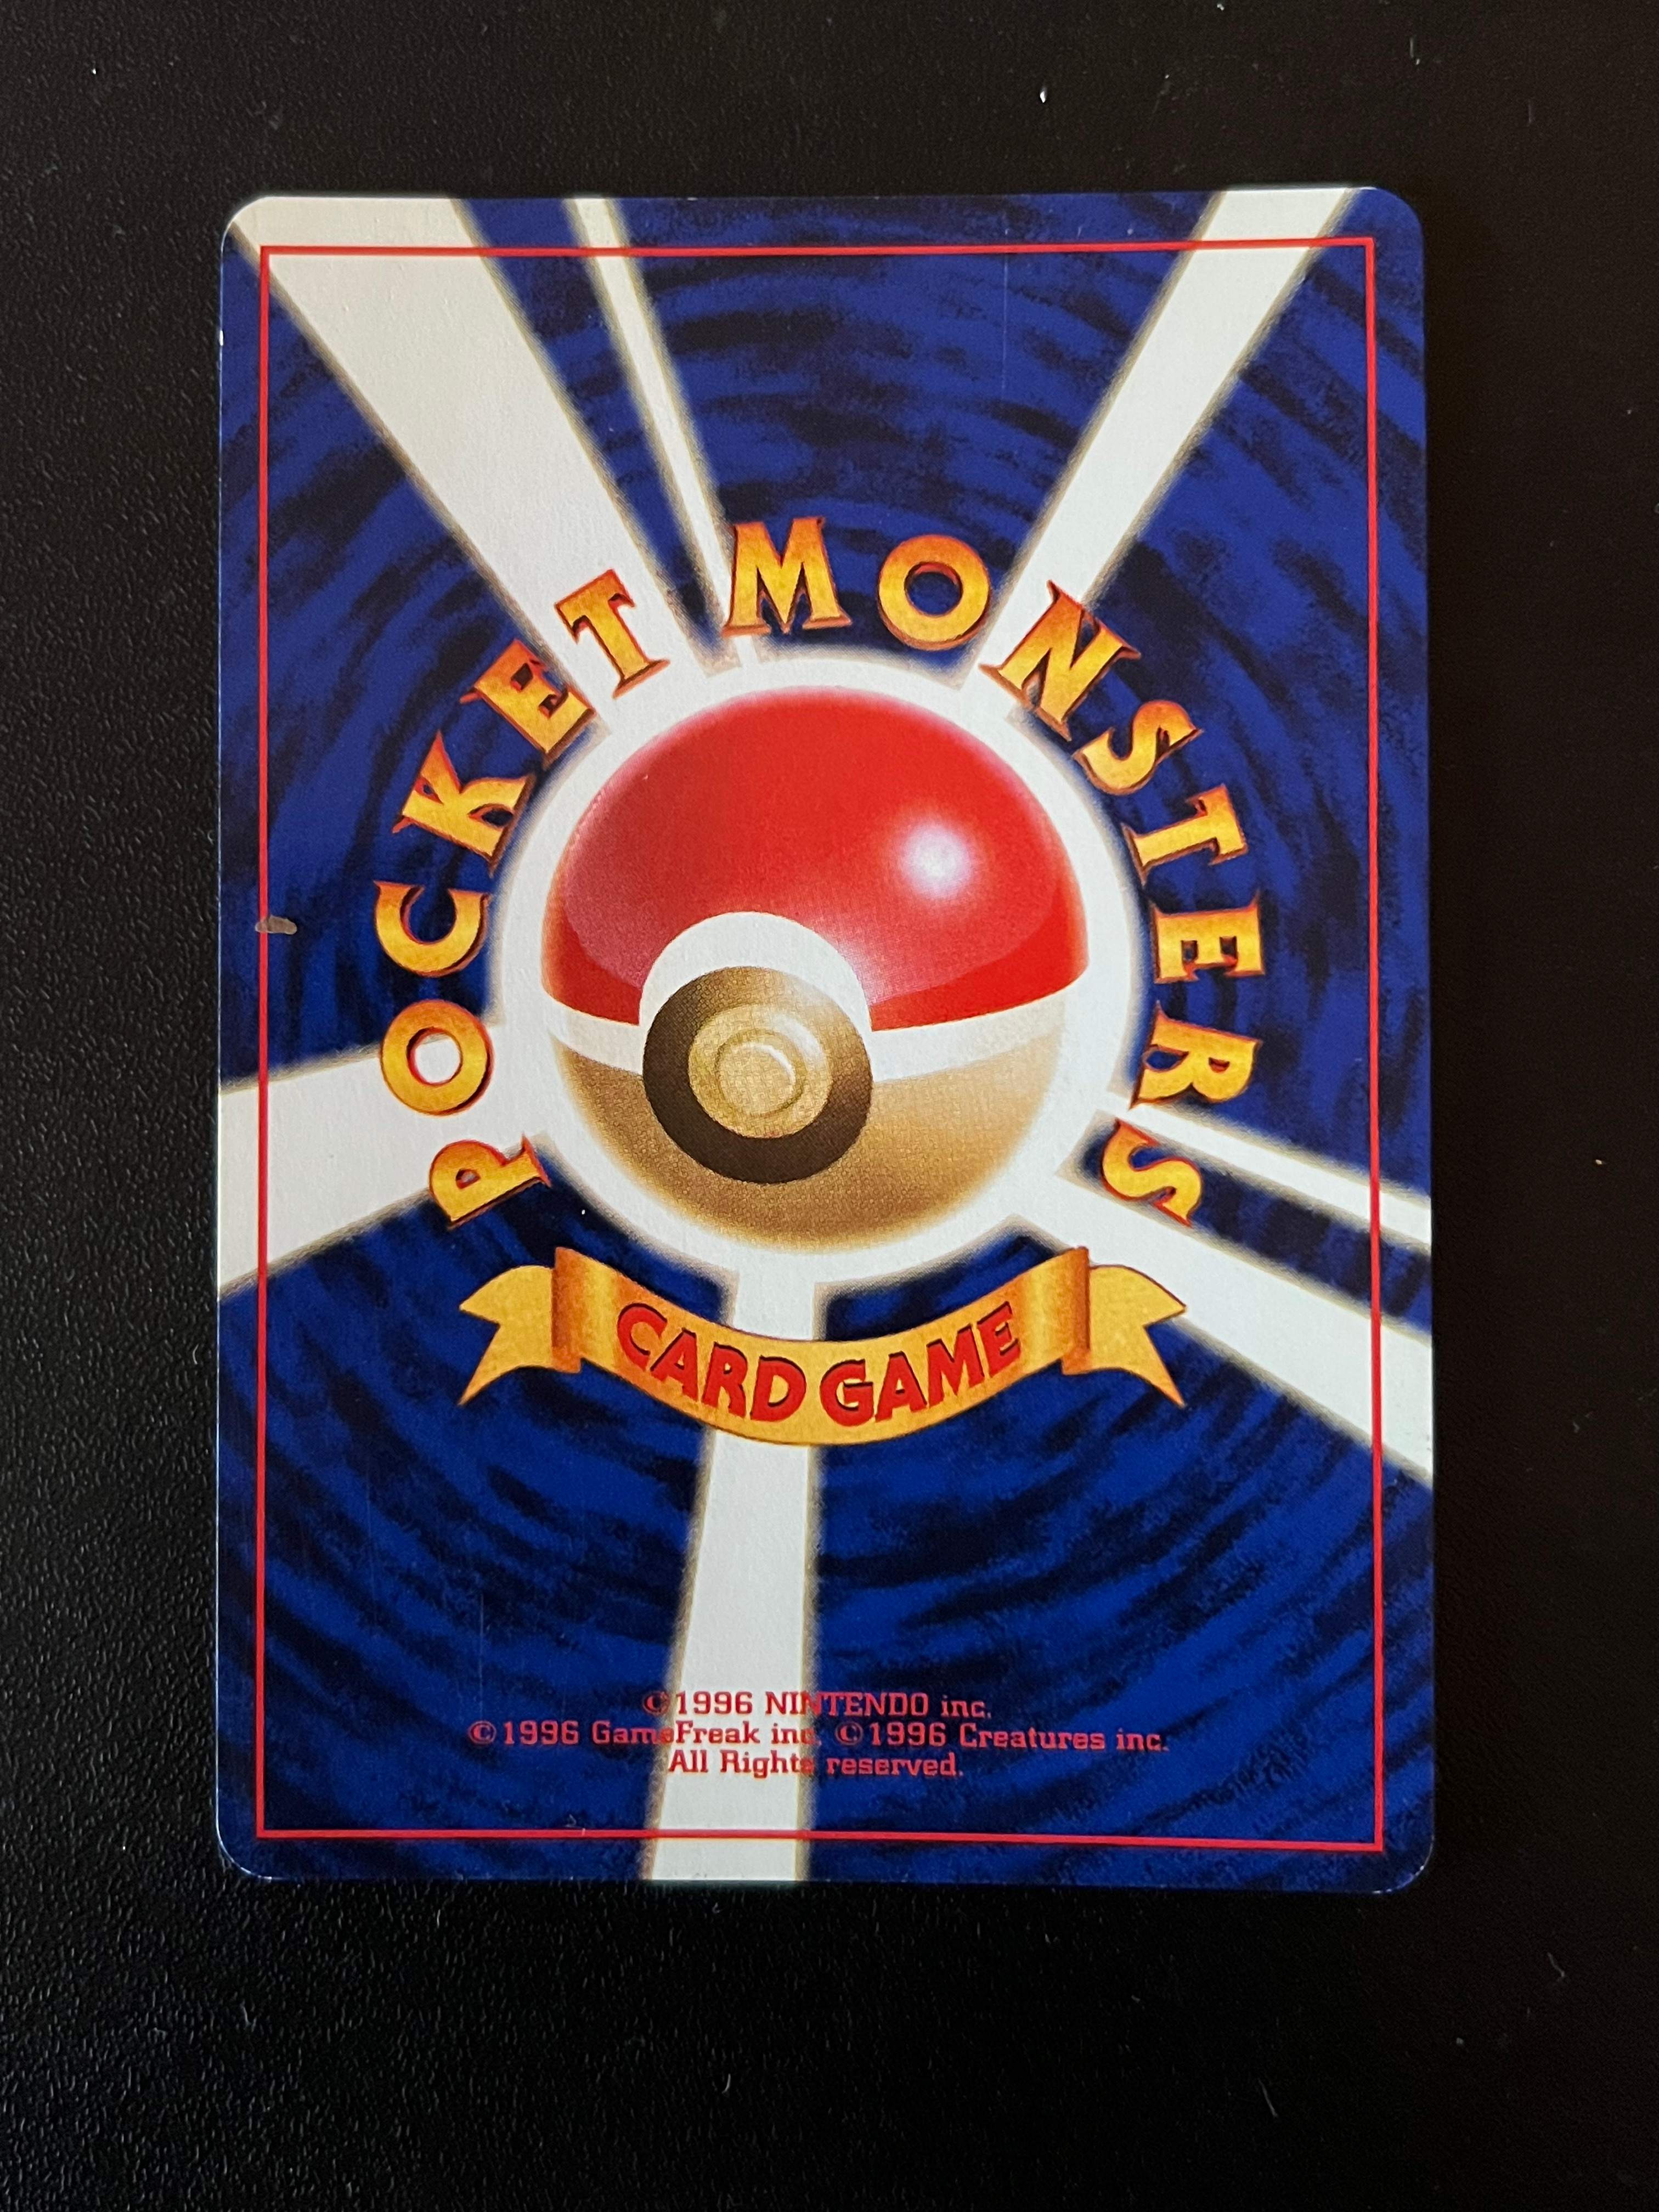 POCKET MONSTERS
CARD GAME
©1996 NINTENDO inc.
©1996 GameFreak inc. ©1996 Creatures inc.
All Rights reserved.